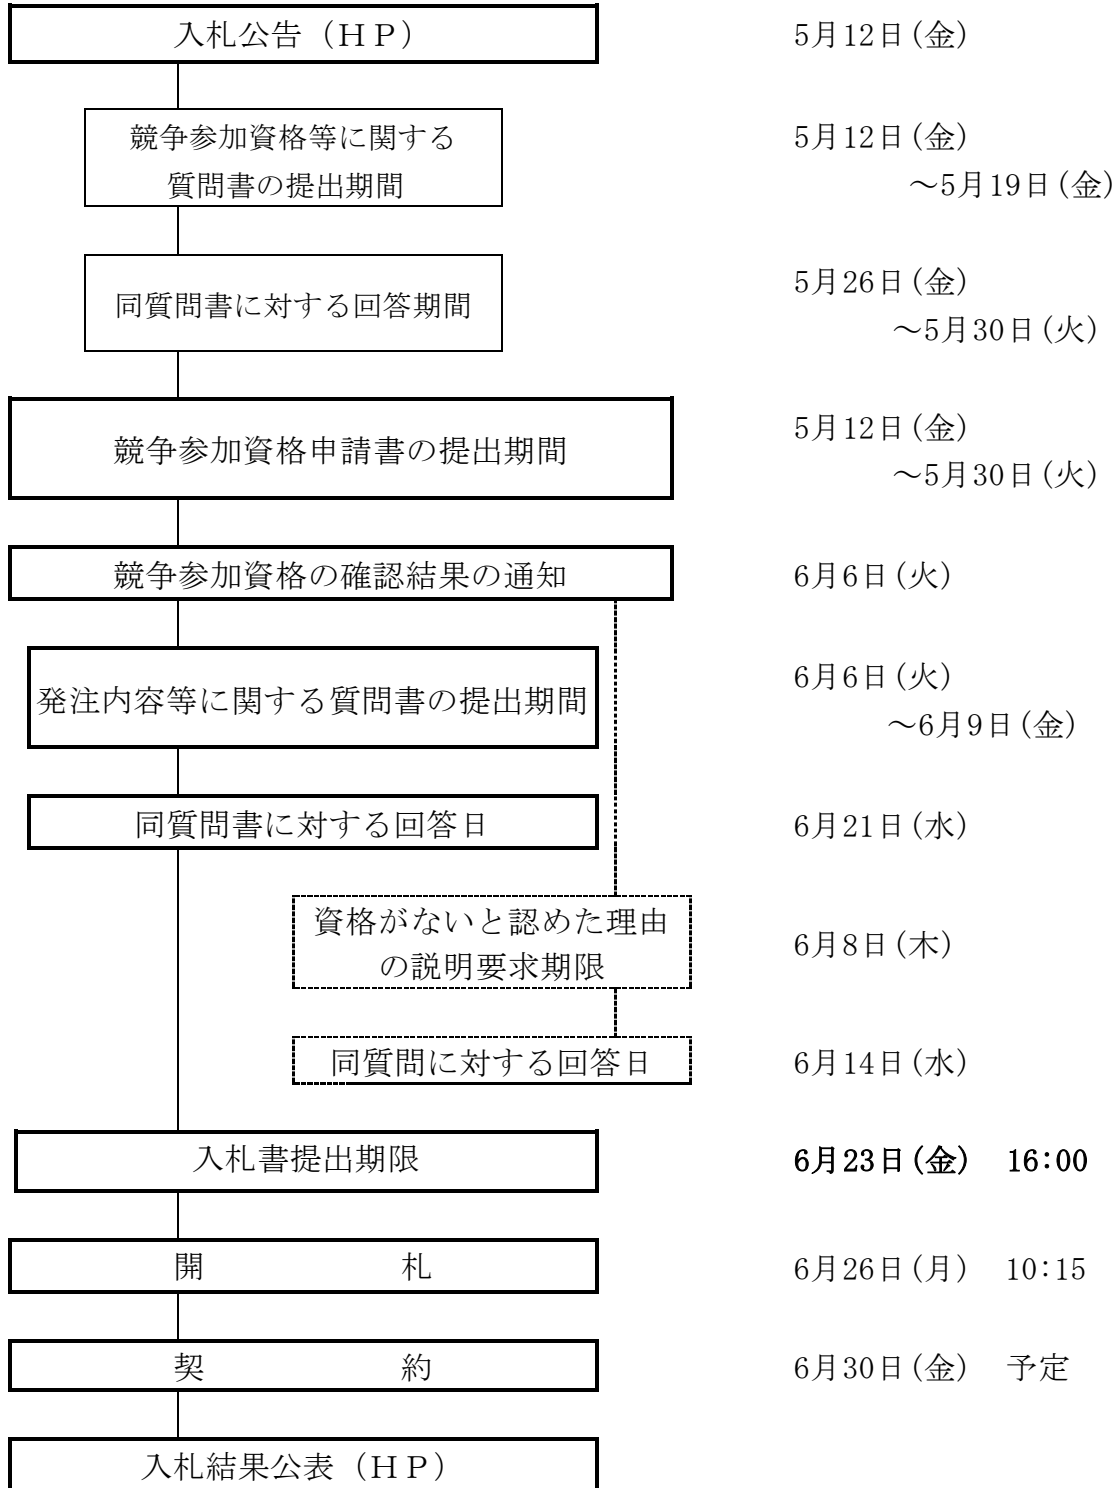 入札公告（ＨＰ）　5月12日(金)
競争参加資格等に関する　5月12日(金)
質問書の提出期間　～5月19日(金)
同質問書に対する回答期間　5月26日(金)
～5月30日(火)
競争参加資格申請書の提出期間　5月12日(金)
～5月30日(火)
競争参加資格の確認結果の通知　6月6日(火)
発注内容等に関する質問書の提出期間　6月6日(火)
～6月9日(金)
同質問書に対する回答日　6月21日(水)
資格がないと認めた理由
の説明要求期限　6月8日(木)
同質問に対する回答日　6月14日(水)
入札書提出期限　6月23日(金)　16:00
開　札　6月26日(月)　10:15
契　約　6月30日(金)　予定
入札結果公表（ＨＰ）